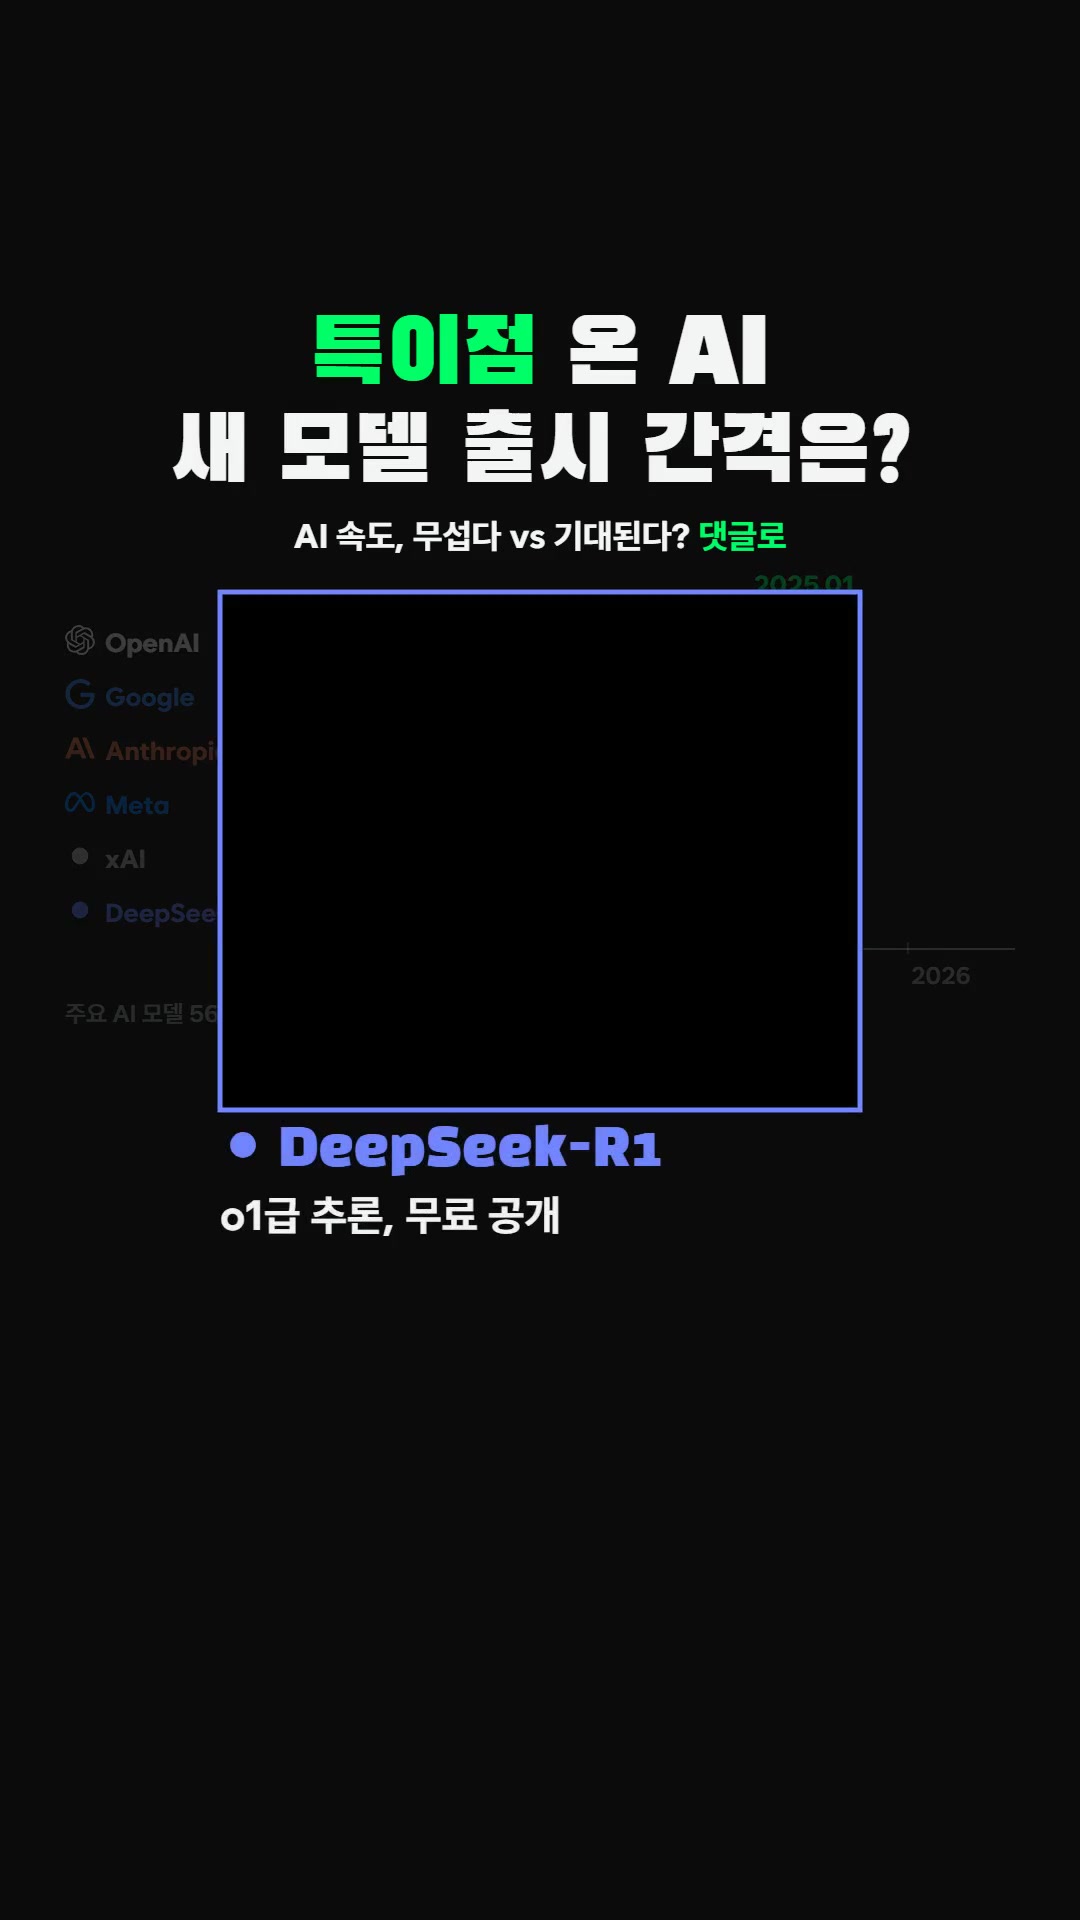 특이점 온 AI
새 모델 출시 간격은?
AI 속도, 무섭다 vs 기대된다? 댓글로
2025.01
OpenAI
Google
Meta
xAI
2026
주요 AI 모델 56
DeepSeek-R1
o1급 추론, 무료 공개